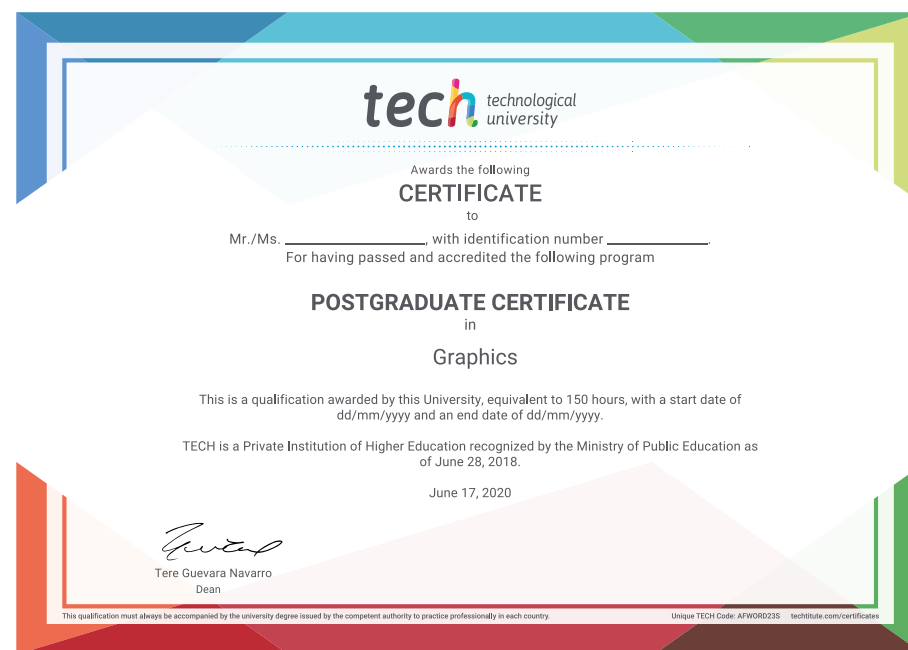 tech technological
university
Awards the following
CERTIFICATE
to
Mr./Ms. ____________________, with identification number ______________.
For having passed and accredited the following program
POSTGRADUATE CERTIFICATE
in
Graphics
This is a qualification awarded by this University, equivalent to 150 hours, with a start date of
dd/mm/yyyy and an end date of dd/mm/yyyy.
TECH is a Private Institution of Higher Education recognized by the Ministry of Public Education as
of June 28, 2018.
June 17, 2020
Tere Guevara Navarro
Dean
This qualification must always be accompanied by the university degree issued by the competent authority to practice professionally in each country.
Unique TECH Code: AFWORD23S techtitute.com/certificates